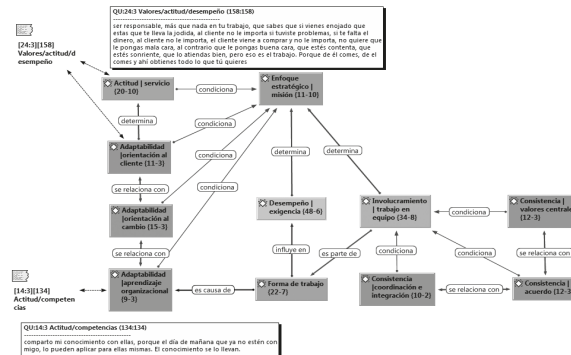 QU:24:3 Valores/actitud/desempeño (158:158)
ser responsable, más que nada en tu trabajo, que sabes que si vienes enojado que
estas que te lleva la jodida, al cliente no le importa si tuviste problemas, si te falta el
dinero, al cliente no le importa, el cliente viene a comprar y no le importa, no quiere que
le pongas mala cara, al contrario que le pongas buena cara, que estés contenta, que
estés sonriente, que lo atiendas bien, pero eso es el trabajo. Porque de él comes, de el
comes y ahí obtienes todo lo que tú quieres
[24:3][158]
Valores/actitud/d
esempeño
Actitud | servicio
(20-10)
condiciona
Enfoque
estratégico |
misión (11-10)
determina
condiciona
Adaptabilidad
|orientación al
cliente (11-3)
condiciona
determina
determina
se relaciona con
condiciona
Adaptabilidad
|orientación al
cambio (15-3)
Desempeño |
exigencia (48-6)
Involucramiento
| trabajo en
equipo (34-8)
condiciona
Consistencia |
valores centrale
(12-3)
se relaciona con
influye en
es parte de
condiciona
condiciona
se relaciona con
[14:3][134]
Actitud/competen
cias
Adaptabilidad
|aprendizaje
organizacional
(9-3)
es causa de
Forma de trabajo
(22-7)
Consistencia
|coordinación e
integración (10-2)
se relaciona con
Consistencia |
acuerdo (12-3
QU:14:3 Actitud/competencias (134:134)
comparto mi conocimiento con ellas, porque el día de mañana que ya no estén con
migo, lo pueden aplicar para ellas mismas. El conocimiento se lo llevan.